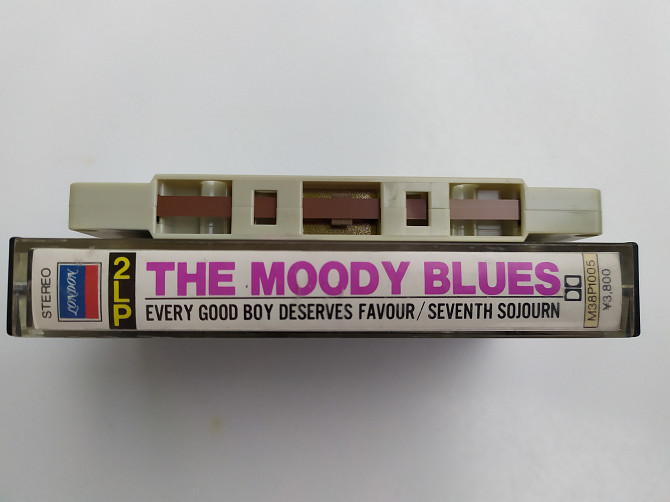 STEREO
LONDON
2LP
THE MOODY BLUES
EVERY GOOD BOY DESERVES FAVOUR/SEVENTH SOJOURN
M38P1005
¥3,800